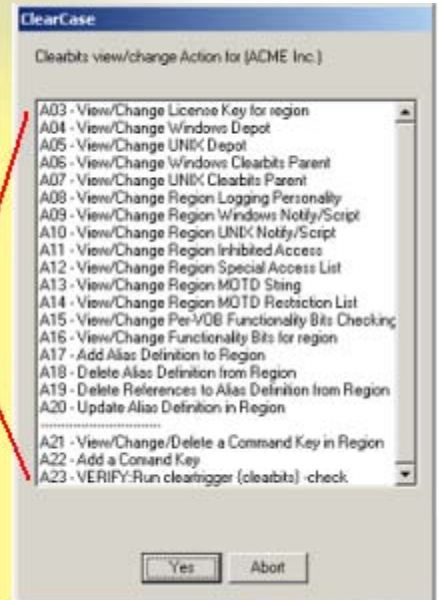 ClearCase
Clearbits view/change Action for (ACME Inc.)
A03 - View/Change License Key for region
A04 - View/Change Windows Depot
A05 - View/Change UNIX Depot
A06 - View/Change Windows Clearbits Parent
A07 - View/Change UNIX Clearbits Parent
A08 - View/Change Region Logging Personality
A09 - View/Change Region Windows Notify/Script
A10 - View/Change Region UNIX Notify/Script
A11 - View/Change Region Inhibited Access
A12 - View/Change Region Special Access List
A13 - View/Change Region MOTD String
A14 - View/Change Region MOTD Restriction List
A15 - View/Change Per-VOB Functionality Bits Checking
A16 - View/Change Functionality Bits for region
A17 - Add Alias Definition to Region
A18 - Delete Alias Definition from Region
A19 - Delete References to Alias Definition from Region
A20 - Update Alias Definition in Region
------------------------------
A21 - View/Change/Delete a Command Key in Region
A22 - Add a Comand Key
A23 - VERIFY:Run cleartrigger (clearbits) -check
Yes
Abort